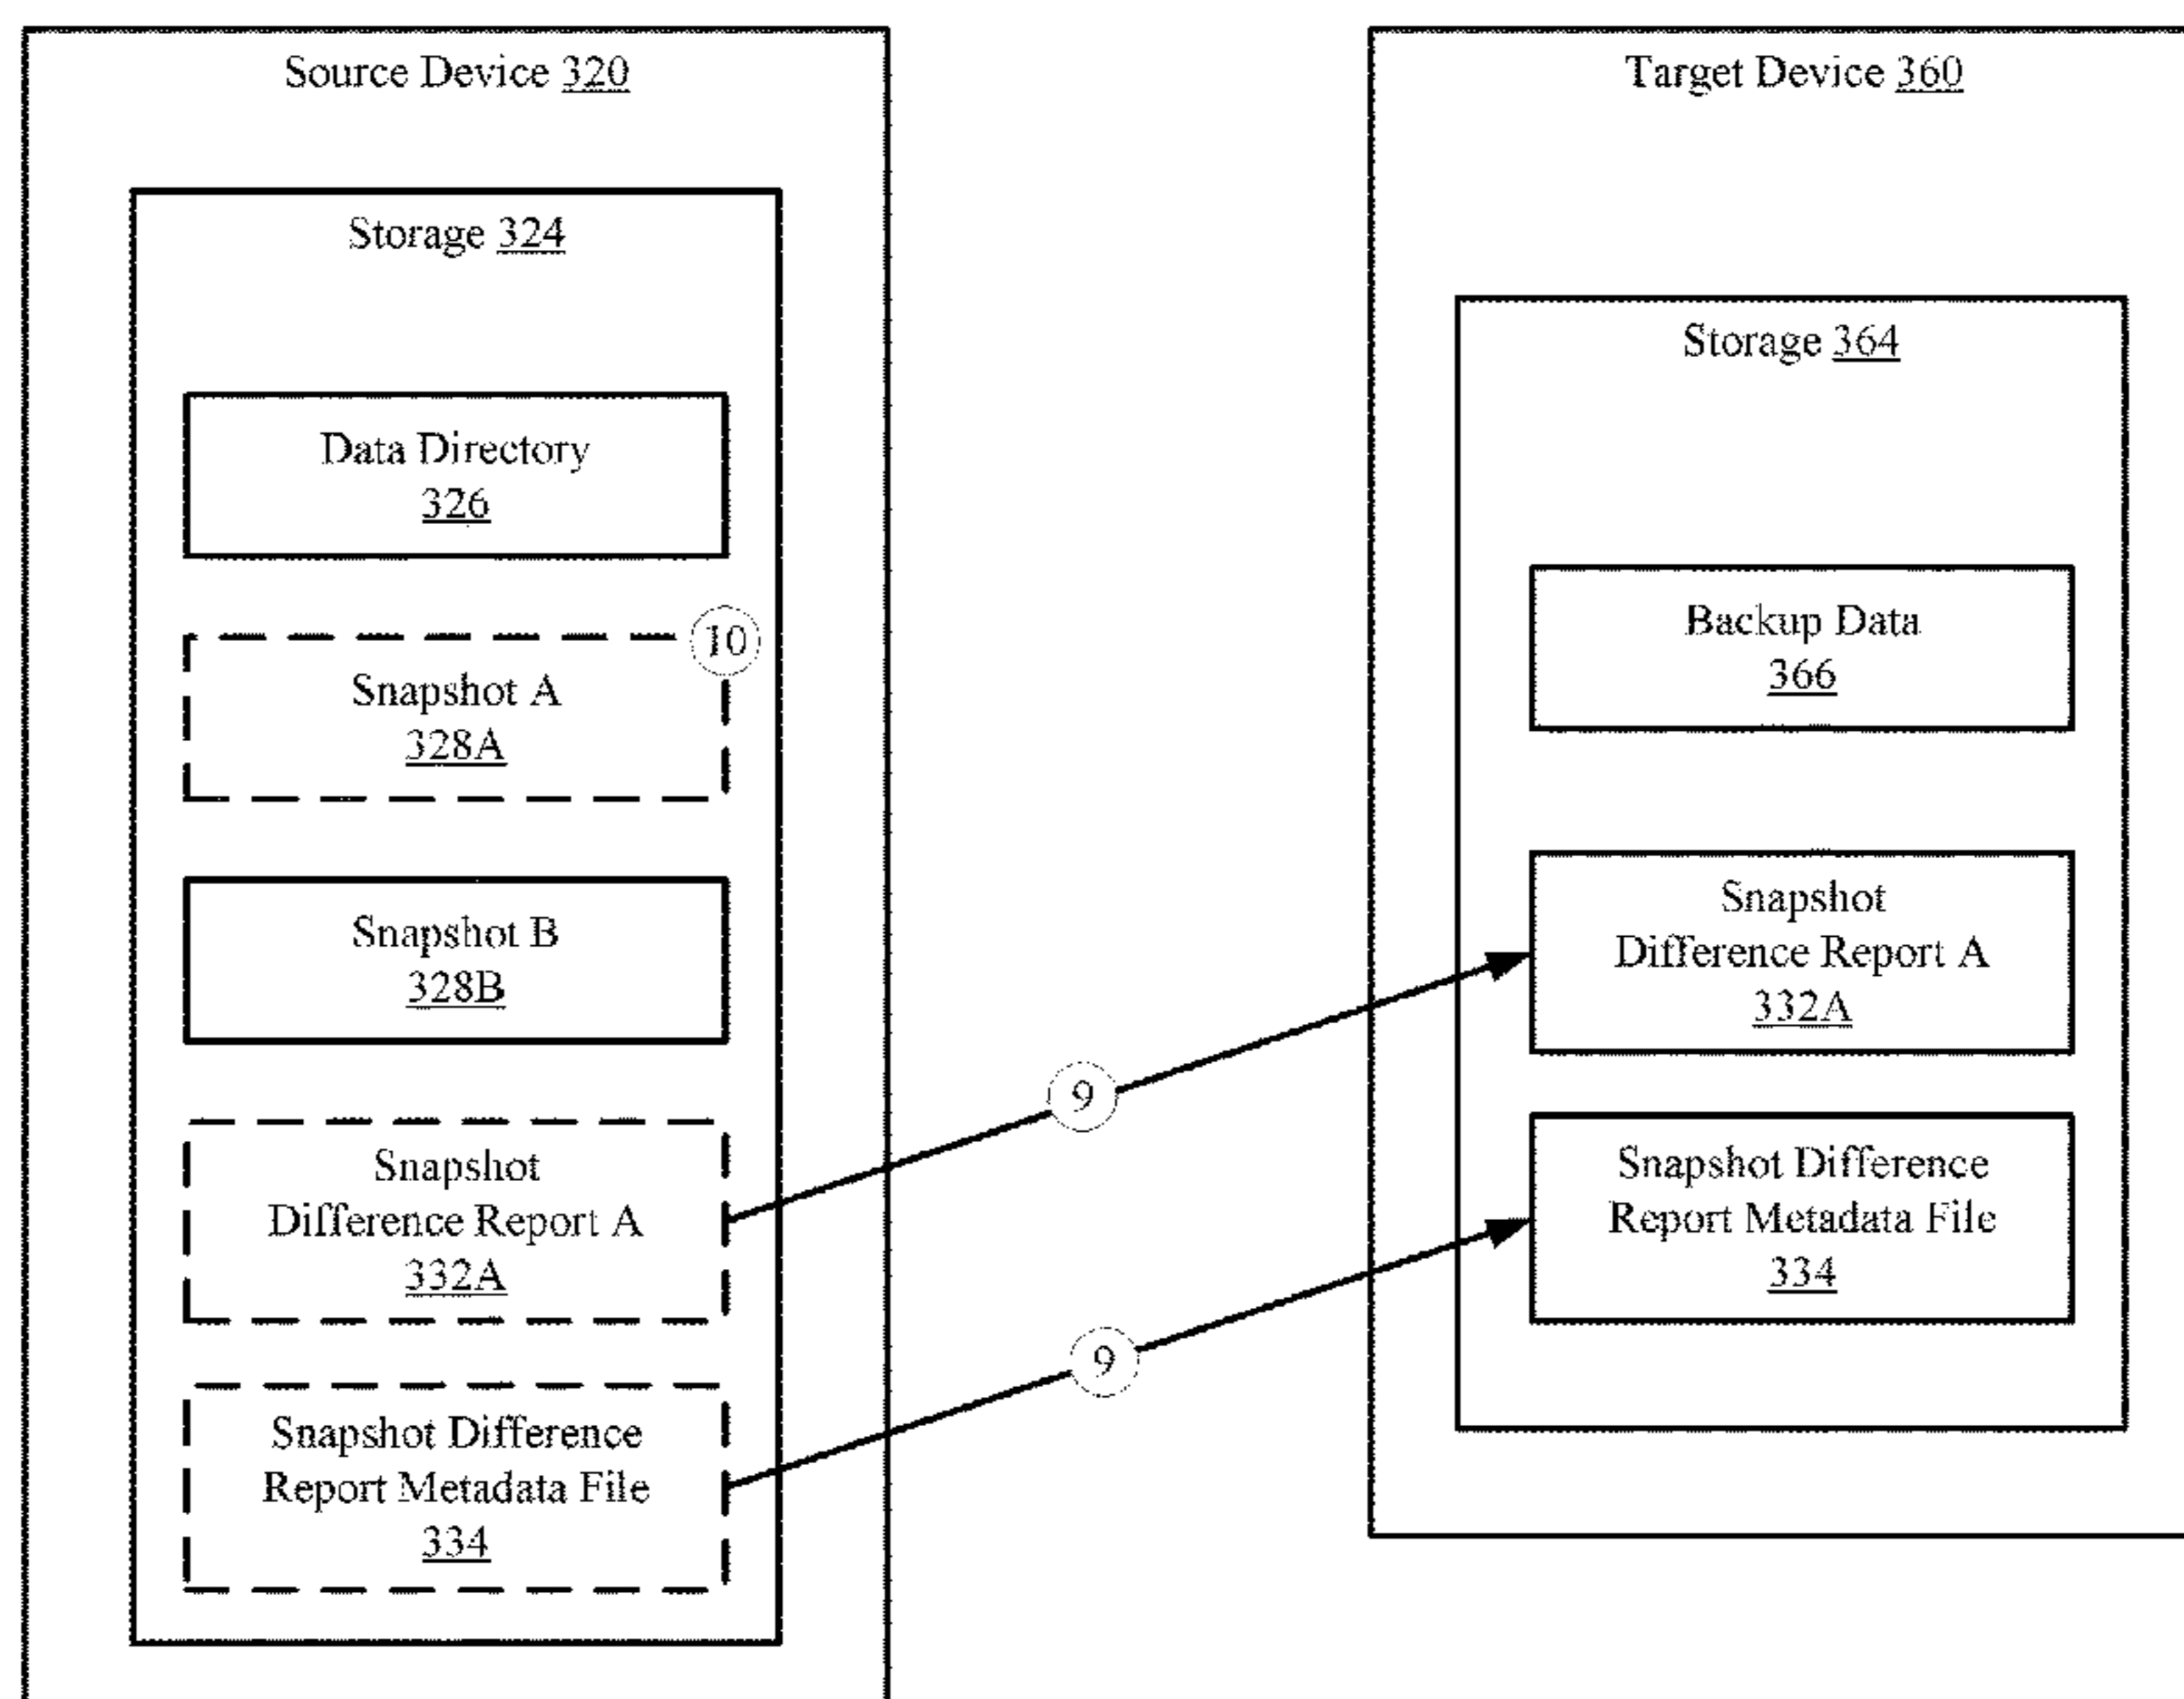 Source Device 320
Storage 324
Data Directory
326
10
Snapshot A
328A
Snapshot B
328B
Snapshot
Difference Report A
332A
Snapshot Difference
Report Metadata File
334
9
9
Target Device 360
Storage 364
Backup Data
366
Snapshot
Difference Report A
332A
Snapshot Difference
Report Metadata File
334